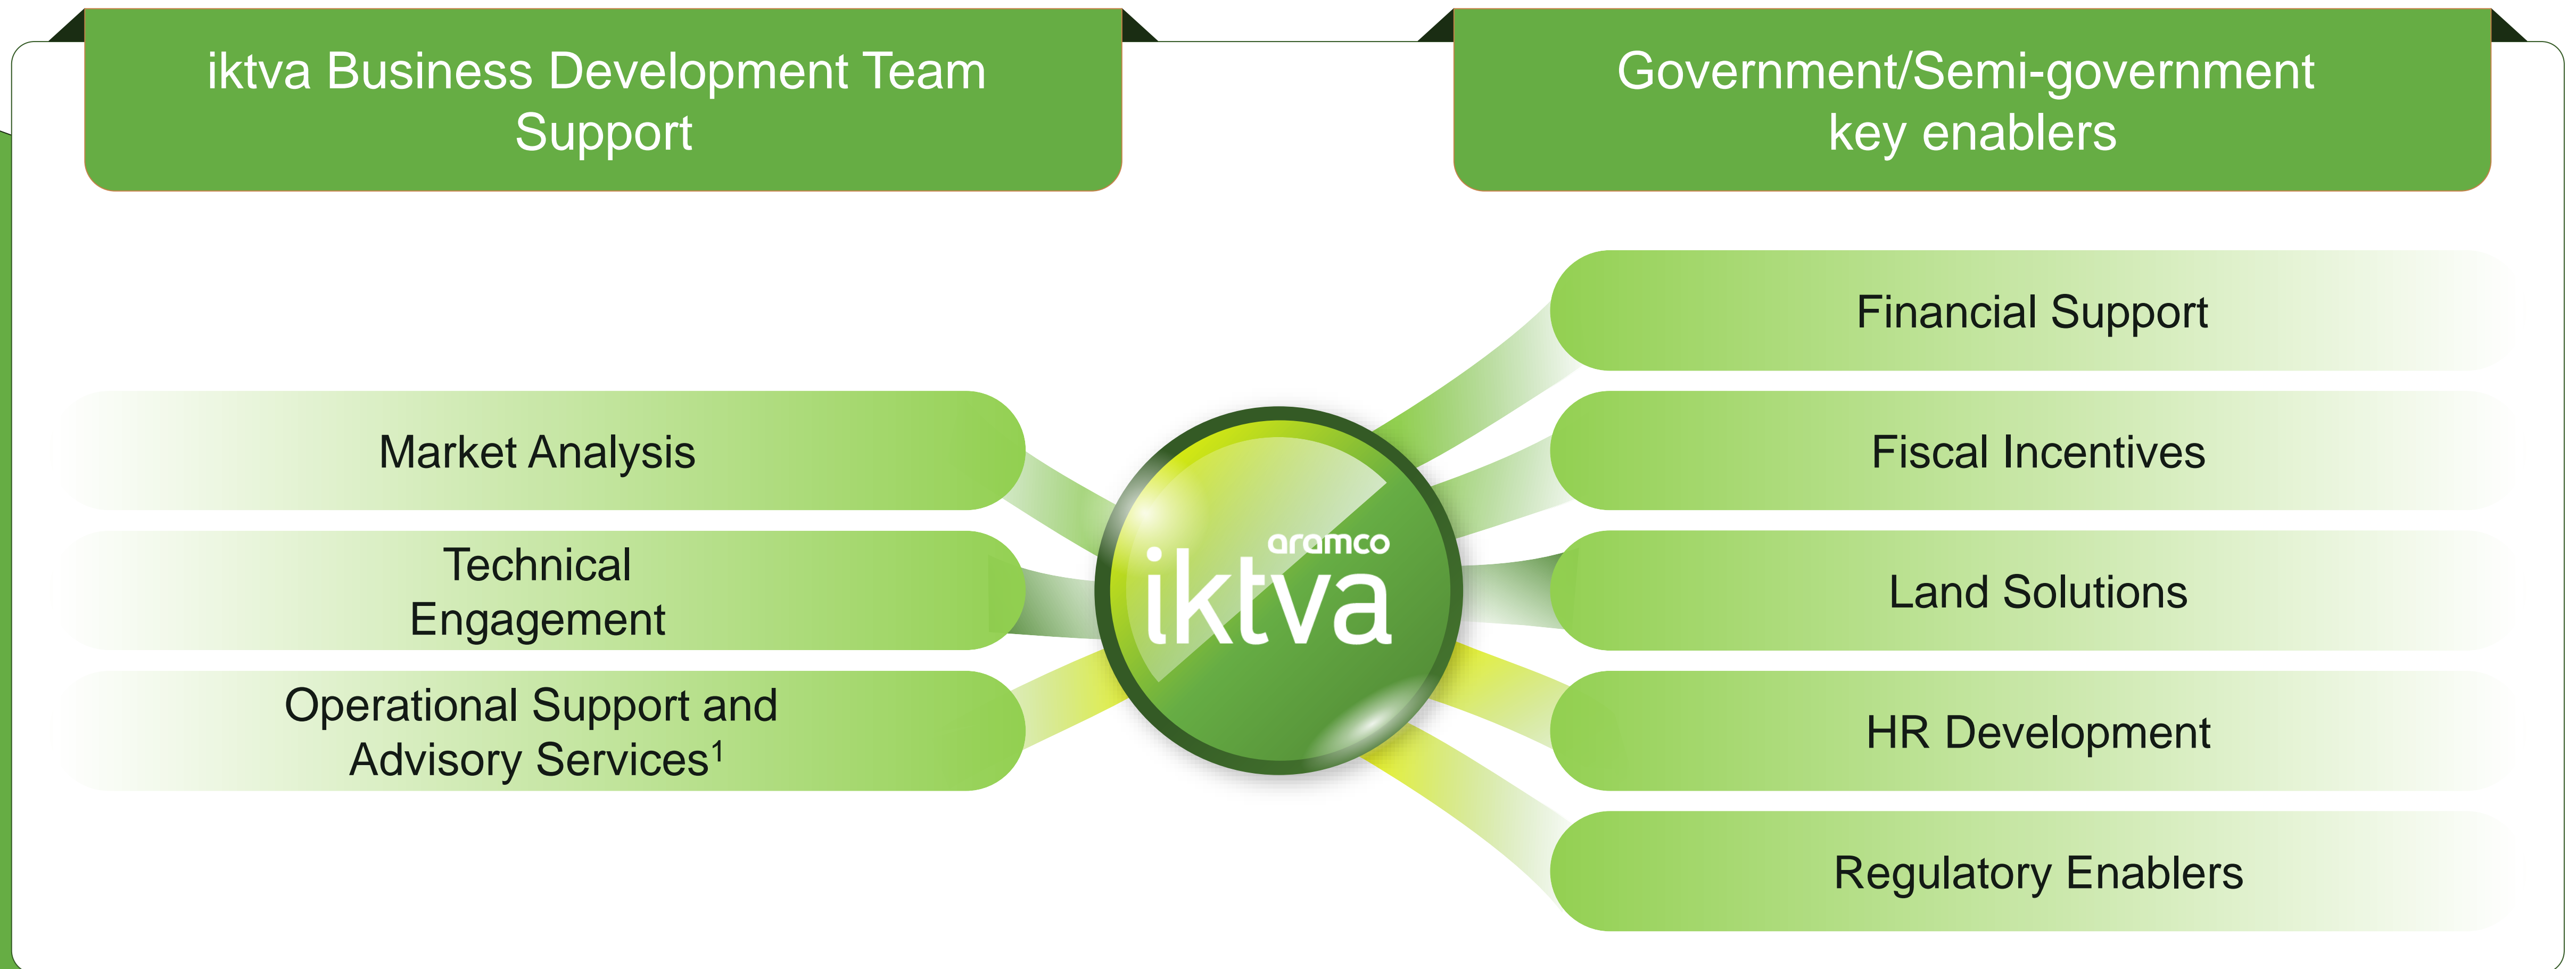 iktva Business Development Team
Support
Government/Semi-government
key enablers
Market Analysis
Technical
Engagement
Operational Support and
Advisory Services¹
aramco
iktva
Financial Support
Fiscal Incentives
Land Solutions
HR Development
Regulatory Enablers